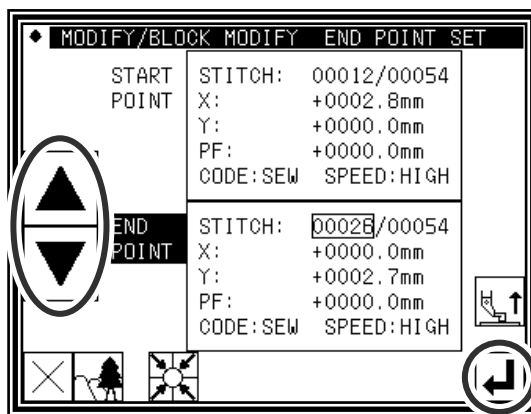 MODIFY/BLOCK MODIFY END POINT SET
START POINT
STITCH: 00012/00054
X: +0002.8mm
Y: +0000.0mm
PF: +0000.0mm
CODE:SEW SPEED:HIGH
END POINT
STITCH: 00026/00054
X: +0000.0mm
Y: +0002.7mm
PF: +0000.0mm
CODE:SEW SPEED:HIGH